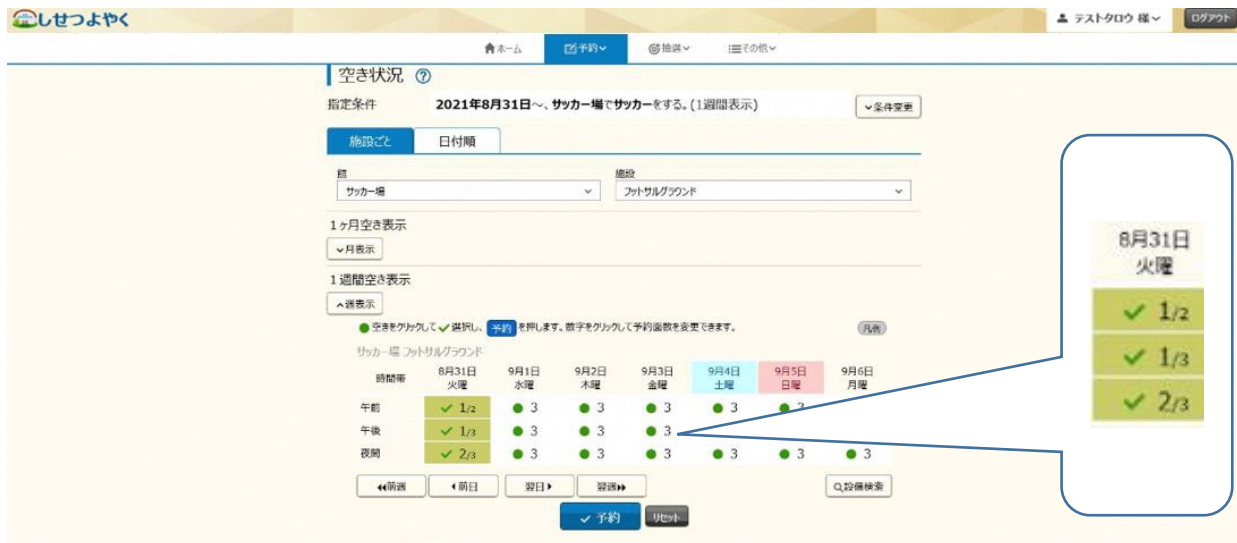 しせつよやく
テストタロウ 様
ログアウト
ホーム 予約 抽選 その他
空き状況 ?
指定条件 2021年8月31日～、サッカー場でサッカーをする。(1週間表示) 条件変更
施設ごと 日付順
館 施設
サッカー場 フットサルグラウンド
1ヶ月空き表示
月表示
1週間空き表示
週表示
空きをクリックして✓選択し、予約を押します。数字をクリックして予約面数を変更できます。 凡例
サッカー場 フットサルグラウンド
時間帯 8月31日 9月1日 9月2日 9月3日 9月4日 9月5日 9月6日
火曜 水曜 木曜 金曜 土曜 日曜 月曜
午前 ✓ 1/2 ● 3 ● 3 ● 3 ● 3 ● 3
午後 ✓ 1/3 ● 3 ● 3 ● 3
夜間 ✓ 2/3 ● 3 ● 3 ● 3 ● 3 ● 3 ● 3
前週 前日 翌日 翌週 設備検索
✓ 予約 リセット
8月31日
火曜
✓ 1/2
✓ 1/3
✓ 2/3